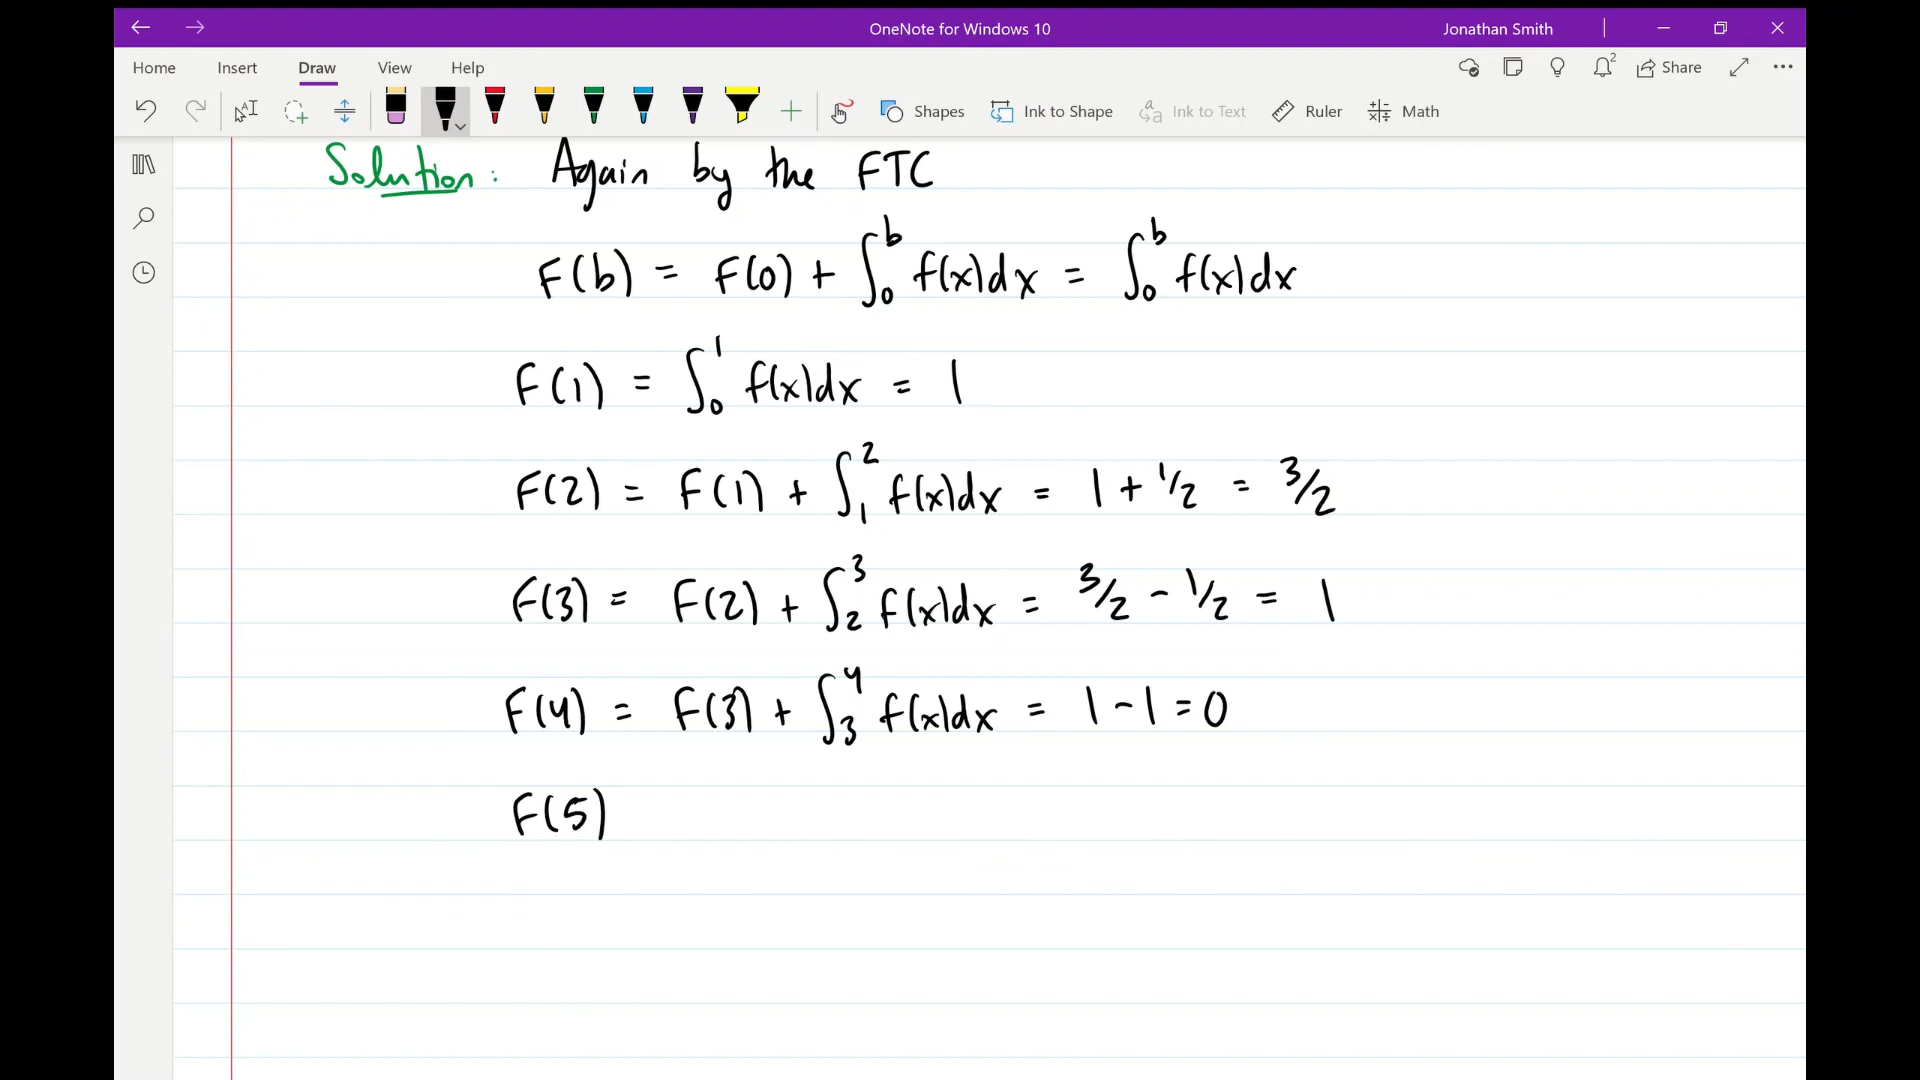 OneNote for Windows 10
Jonathan Smith
Home Insert Draw View Help
2 Share
Shapes Ink to Shape Ink to Text Ruler Math
Solution: Again by the FTC
F(b) = F(0) + ∫₀ᵇ f(x)dx = ∫₀ᵇ f(x)dx
F(1) = ∫₀¹ f(x)dx = 1
F(2) = F(1) + ∫₁² f(x)dx = 1 + 1/2 = 3/2
F(3) = F(2) + ∫₂³ f(x)dx = 3/2 - 1/2 = 1
F(4) = F(3) + ∫₃⁴ f(x)dx = 1 - 1 = 0
F(5)